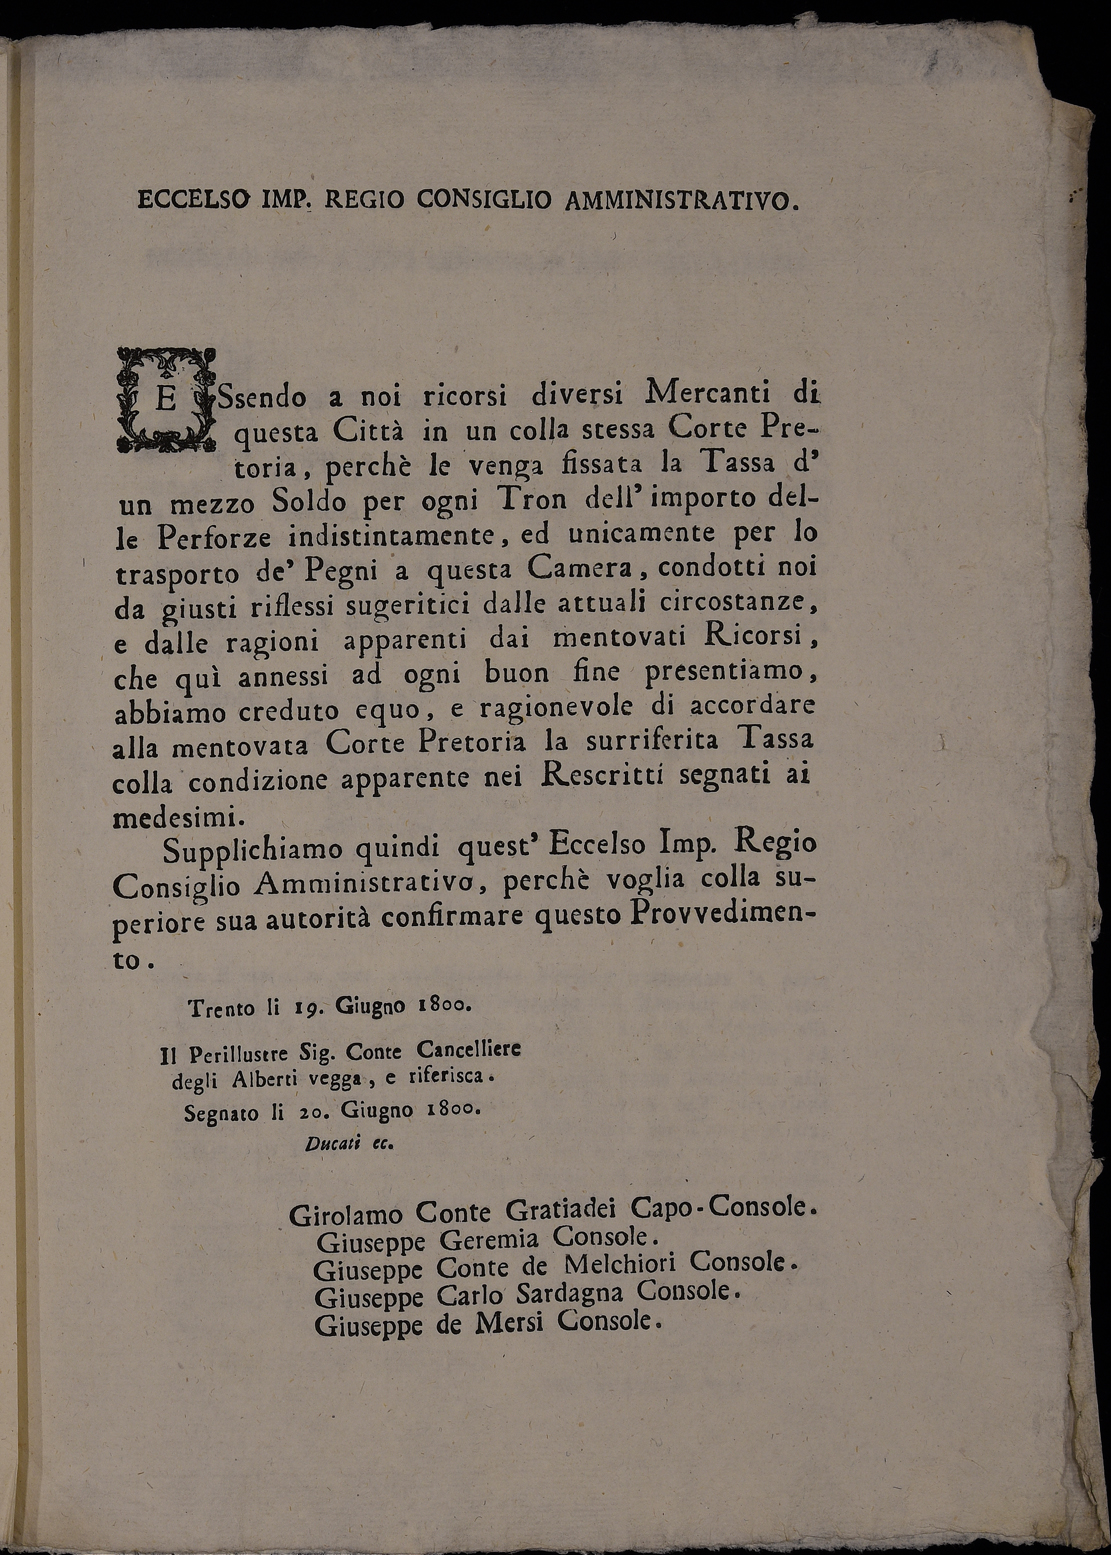 ECCELSO IMP. REGIO CONSIGLIO AMMINISTRATIVO.
ESsendo a noi ricorsi diversi Mercanti di
questa Città in un colla stessa Corte Pre-
toria, perchè le venga fissata la Tassa d'
un mezzo Soldo per ogni Tron dell' importo del-
le Perforze indistintamente, ed unicamente per lo
trasporto de' Pegni a questa Camera, condotti noi
da giusti riflessi sugeritici dalle attuali circostanze,
e dalle ragioni apparenti dai mentovati Ricorsi,
che quì annessi ad ogni buon fine presentiamo,
abbiamo creduto equo, e ragionevole di accordare
alla mentovata Corte Pretoria la surriferita Tassa
colla condizione apparente nei Rescritti segnati ai
medesimi.
Supplichiamo quindi quest' Eccelso Imp. Regio
Consiglio Amministrativo, perchè voglia colla su-
periore sua autorità confirmare questo Provvedimen-
to.
Trento li 19. Giugno 1800.
Il Perillustre Sig. Conte Cancelliere
degli Alberti vegga, e riferisca.
Segnato li 20. Giugno 1800.
Ducati ec.
Girolamo Conte Gratiadei Capo-Console.
Giuseppe Geremia Console.
Giuseppe Conte de Melchiori Console.
Giuseppe Carlo Sardagna Console.
Giuseppe de Mersi Console.